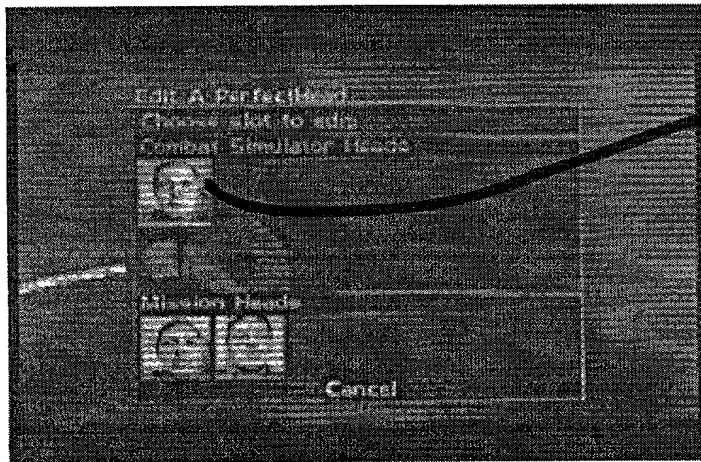 Edit A PerfectHead
Choose slot to edit
Combat Simulator Heads
Mission Heads
Cancel